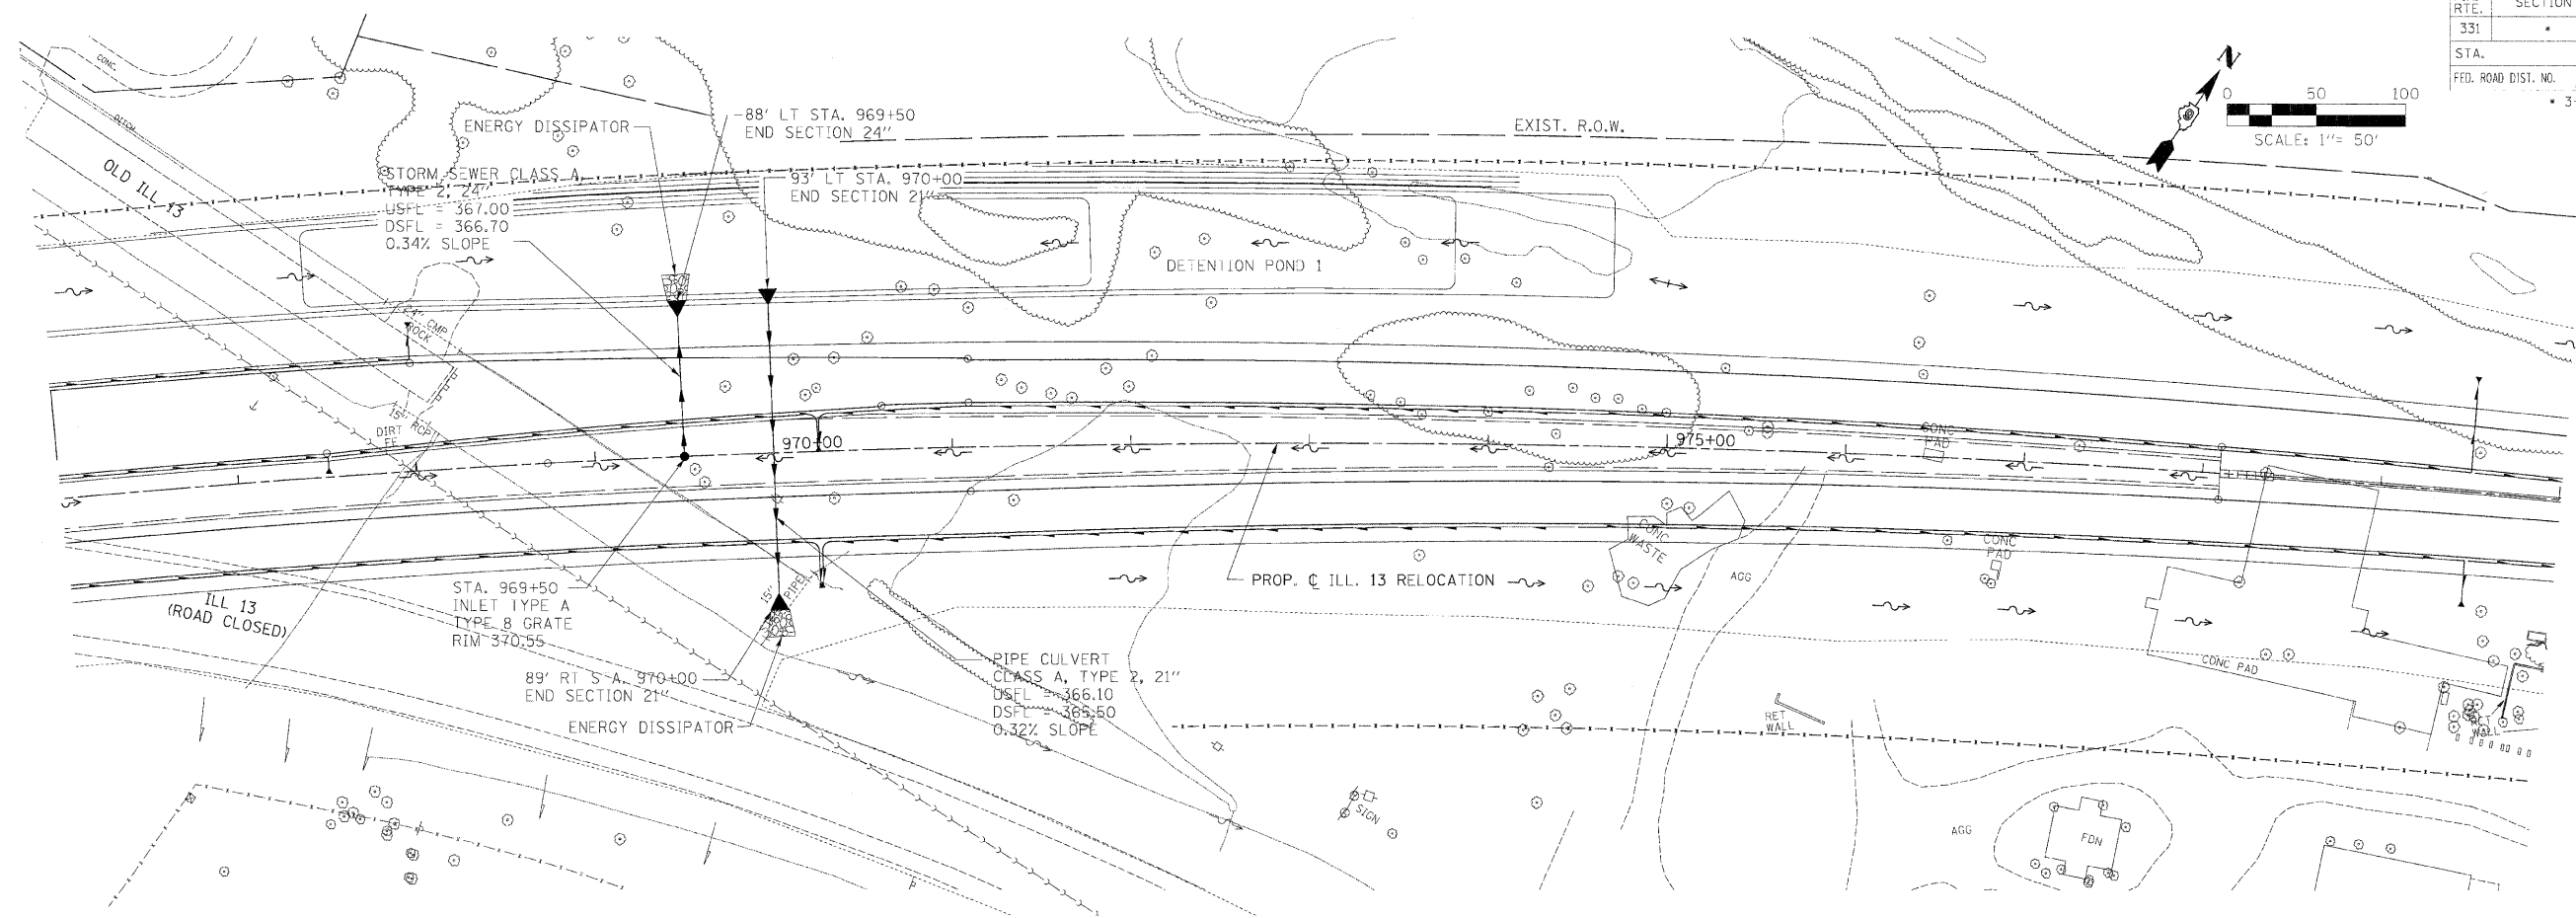 RTE.
SECTION
331
*
STA.
FED. ROAD DIST. NO.
* 3-
N
0 50 100
SCALE: 1"= 50'
CONC.
DITCH
OLD ILL 13
ENERGY DISSIPATOR
88' LT STA. 969+50
END SECTION 24"
EXIST. R.O.W.
STORM SEWER CLASS A,
TYPE 2, 24"
USFL = 367.00
DSFL = 366.70
0.34% SLOPE
93' LT STA. 970+00
END SECTION 21"
DETENTION POND 1
24" CMP
ROCK
15" RCP
DIRT
FE
970+00
975+00
CONC
PAD
CONC
WASTE
CONC
PAD
AGG
PROP. ℄ ILL. 13 RELOCATION
15"
PIPE
ILL 13
(ROAD CLOSED)
STA. 969+50
INLET TYPE A
TYPE 8 GRATE
RIM 370.55
89' RT S A. 970+00
END SECTION 21"
ENERGY DISSIPATOR
PIPE CULVERT
CLASS A, TYPE 2, 21"
USFL = 366.10
DSFL = 365.50
0.32% SLOPE
CONC PAD
RET
WALL
RET
WALL
SIGN
AGG
FDN
P